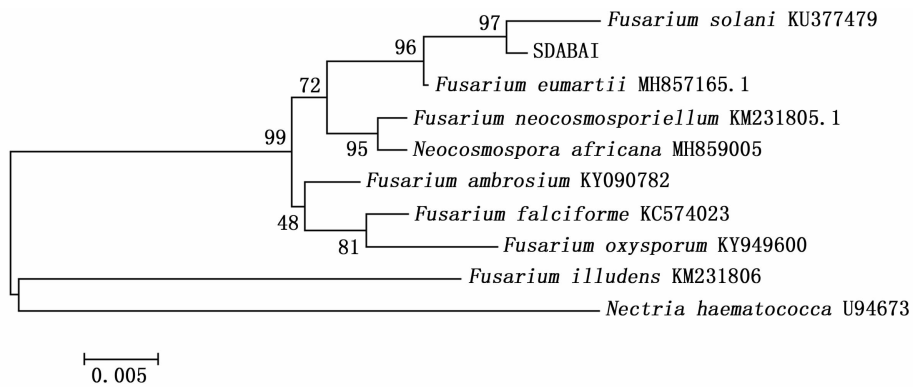 97
Fusarium solani KU377479
SDABAI
96
Fusarium eumartii MH857165.1
72
Fusarium neocosmosporiellum KM231805.1
99
95
Neocosmospora africana MH859005
Fusarium ambrosium KY090782
48
Fusarium falciforme KC574023
81
Fusarium oxysporum KY949600
Fusarium illudens KM231806
Nectria haematococca U94673
0.005